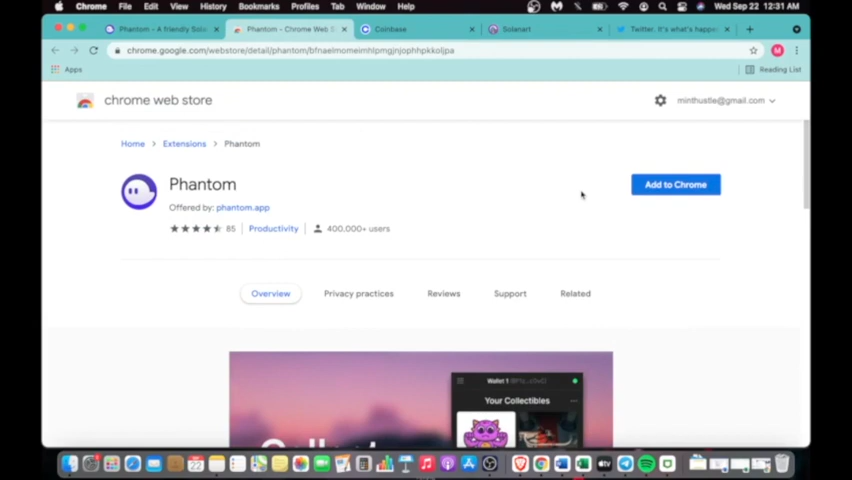 Chrome File Edit View History Bookmarks Profiles Tab Window Help Wed Sep 22 12:31 AM
Phantom – A friendly Sola
Phantom - Chrome Web S
Coinbase
Solanart
Twitter. It's what's happe
chrome.google.com/webstore/detail/phantom/bfnaelmomeimhlpmgjnjophhpkkoljpa
M
Apps
Reading List
chrome web store
minthustle@gmail.com
Home Extensions Phantom
Phantom
Add to Chrome
Offered by: phantom.app
85 Productivity 400,000+ users
Overview Privacy practices Reviews Support Related
Wallet 1
Your Collectibles
22